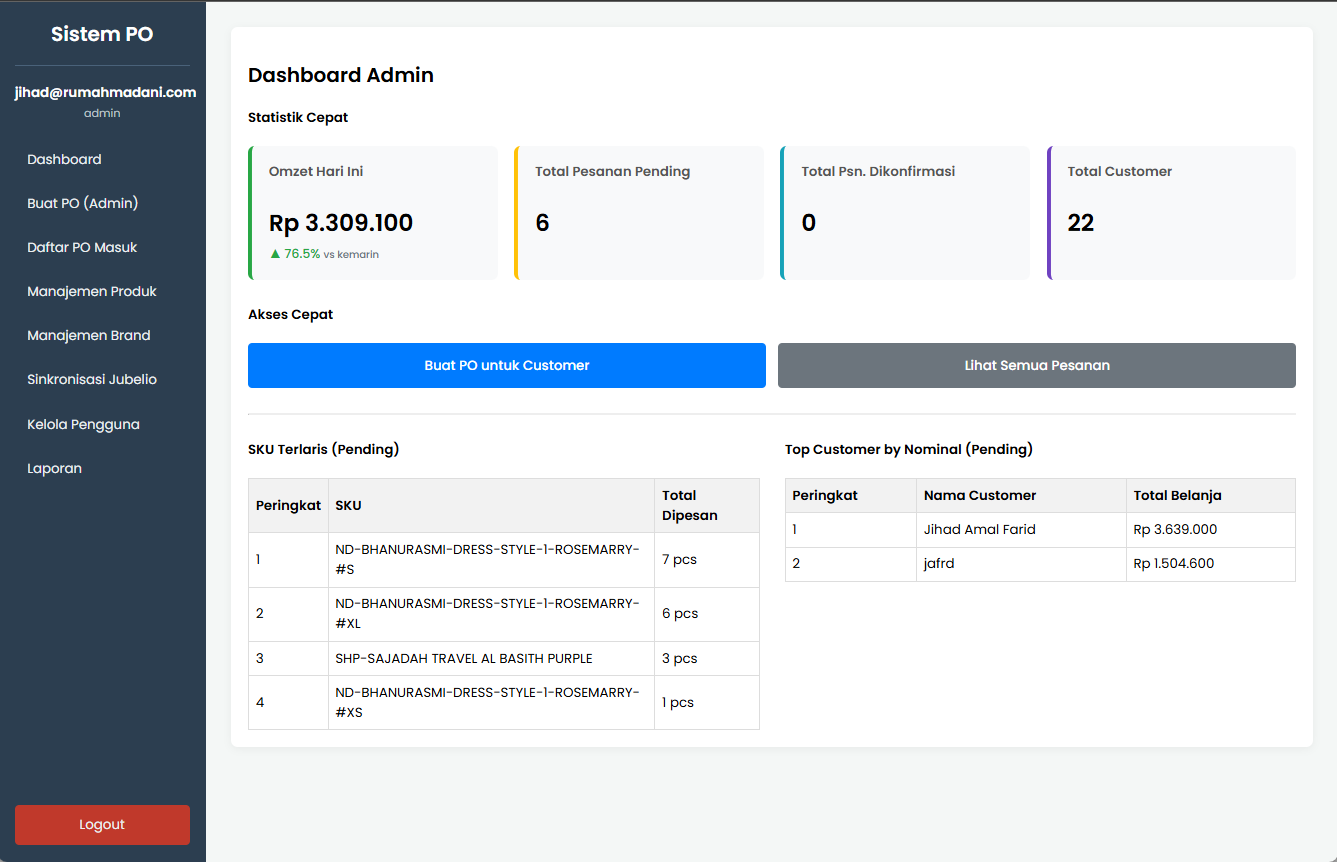 Sistem PO
jihad@rumahmadani.com
admin
Dashboard
Buat PO (Admin)
Daftar PO Masuk
Manajemen Produk
Manajemen Brand
Sinkronisasi Jubelio
Kelola Pengguna
Laporan
Logout
Dashboard Admin
Statistik Cepat
Omzet Hari Ini
Rp 3.309.100
▲ 76.5% vs kemarin
Total Pesanan Pending
6
Total Psn. Dikonfirmasi
0
Total Customer
22
Akses Cepat
Buat PO untuk Customer
Lihat Semua Pesanan
SKU Terlaris (Pending)
Peringkat SKU Total
Dipesan
1 ND-BHANURASMI-DRESS-STYLE-1-ROSEMARRY-
#S 7 pcs
2 ND-BHANURASMI-DRESS-STYLE-1-ROSEMARRY-
#XL 6 pcs
3 SHP-SAJADAH TRAVEL AL BASITH PURPLE 3 pcs
4 ND-BHANURASMI-DRESS-STYLE-1-ROSEMARRY-
#XS 1 pcs
Top Customer by Nominal (Pending)
Peringkat Nama Customer Total Belanja
1 Jihad Amal Farid Rp 3.639.000
2 jafrd Rp 1.504.600